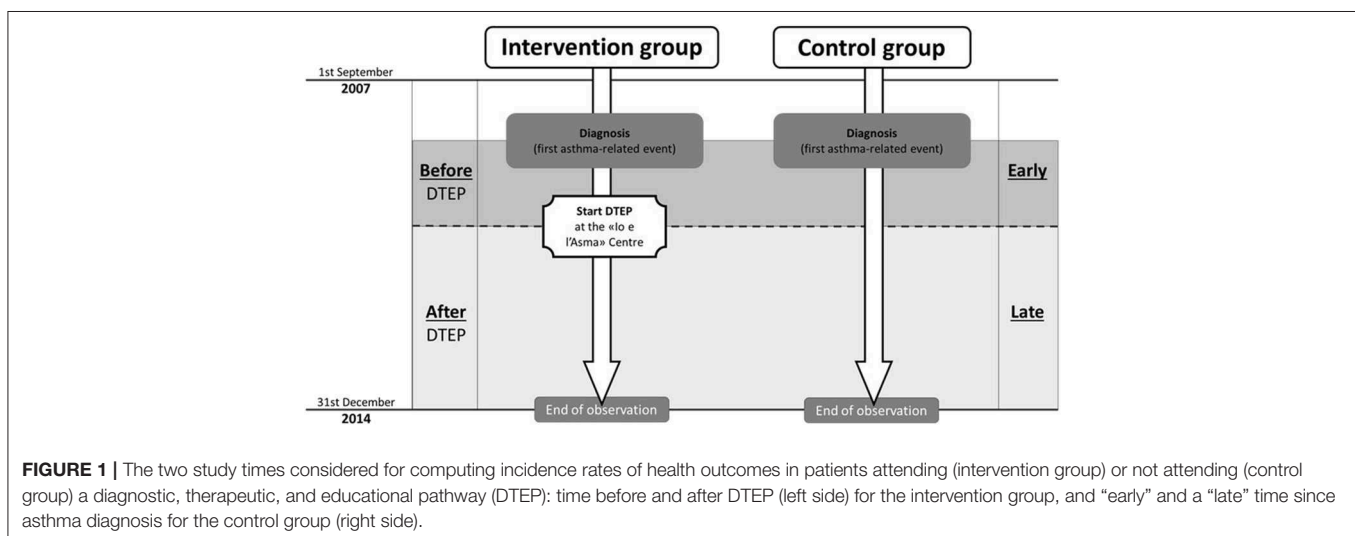 Intervention group
Control group
1st September
2007
Diagnosis
(first asthma-related event)
Diagnosis
(first asthma-related event)
Before
DTEP
Early
Start DTEP
at the «Io e
l'Asma» Centre
After
DTEP
Late
31st December
2014
End of observation
End of observation
FIGURE 1 | The two study times considered for computing incidence rates of health outcomes in patients attending (intervention group) or not attending (control
group) a diagnostic, therapeutic, and educational pathway (DTEP): time before and after DTEP (left side) for the intervention group, and “early” and a “late” time since
asthma diagnosis for the control group (right side).